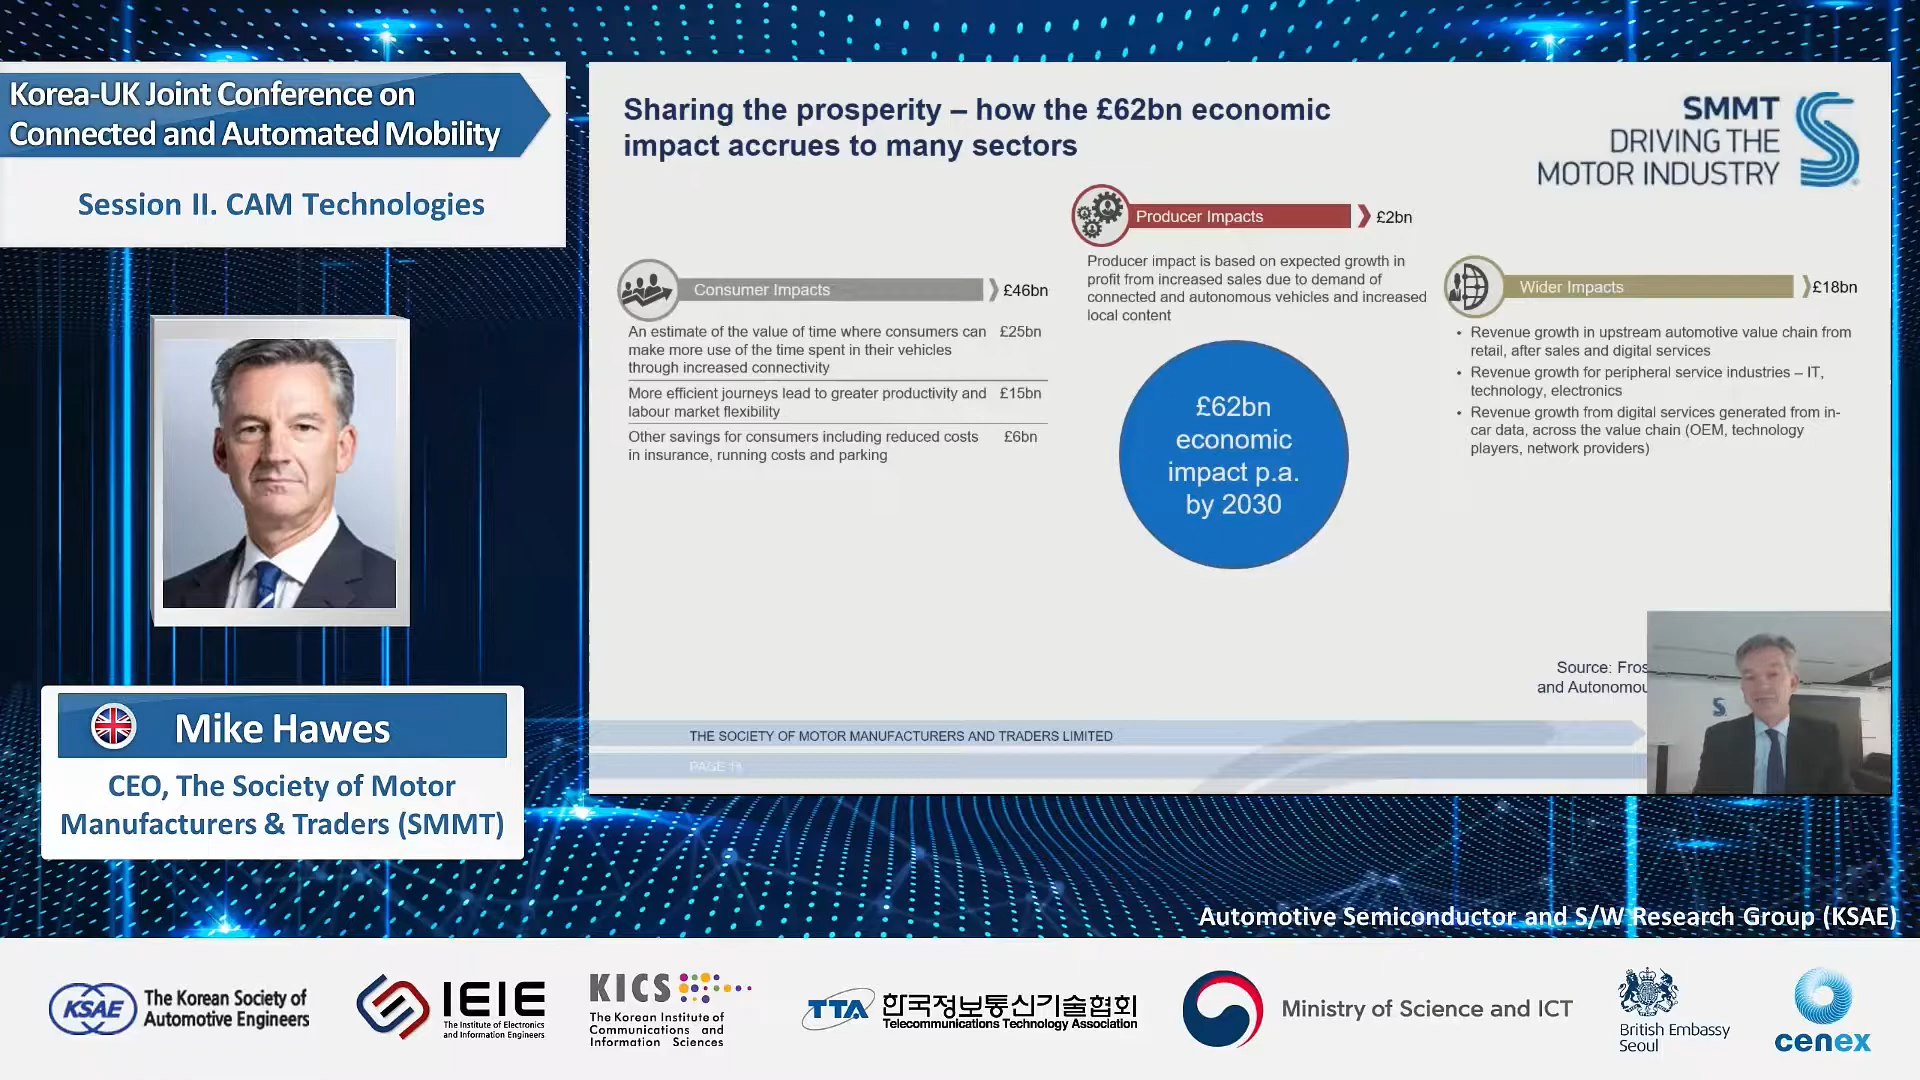 Korea-UK Joint Conference on
Connected and Automated Mobility
Session II. CAM Technologies
Mike Hawes
CEO, The Society of Motor
Manufacturers & Traders (SMMT)
Sharing the prosperity – how the £62bn economic
impact accrues to many sectors
SMMT
DRIVING THE
MOTOR INDUSTRY
Consumer Impacts £46bn
An estimate of the value of time where consumers can £25bn
make more use of the time spent in their vehicles
through increased connectivity
More efficient journeys lead to greater productivity and £15bn
labour market flexibility
Other savings for consumers including reduced costs £6bn
in insurance, running costs and parking
Producer Impacts £2bn
Producer impact is based on expected growth in
profit from increased sales due to demand of
connected and autonomous vehicles and increased
local content
£62bn
economic
impact p.a.
by 2030
Wider Impacts £18bn
• Revenue growth in upstream automotive value chain from
retail, after sales and digital services
• Revenue growth for peripheral service industries – IT,
technology, electronics
• Revenue growth from digital services generated from in-
car data, across the value chain (OEM, technology
players, network providers)
Source:
and
THE SOCIETY OF MOTOR MANUFACTURERS AND TRADERS LIMITED
PAGE
Automotive Semiconductor and S/W Research Group (KSAE)
KSAE The Korean Society of
Automotive Engineers
IEIE
The Institute of Electronics
and Information Engineers
KICS
The Korean Institute of
Communications and
Information Sciences
TTA 한국정보통신기술협회
Telecommunications Technology Association
Ministry of Science and ICT
British Embassy
Seoul
cenex